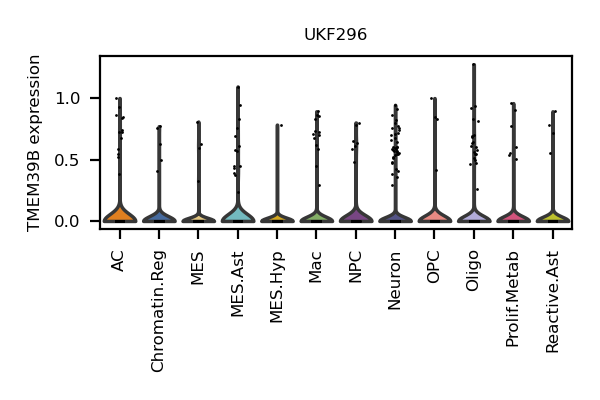 UKF296
TMEM39B expression
1.0
0.5
0.0
AC
Chromatin.Reg
MES
MES.Ast
MES.Hyp
Mac
NPC
Neuron
OPC
Oligo
Prolif.Metab
Reactive.Ast